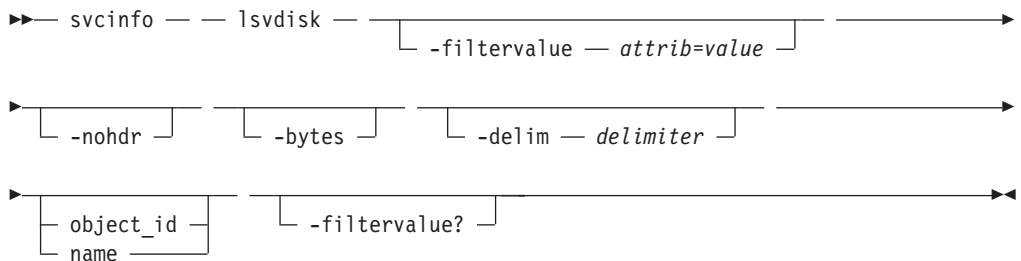 svcinfo lsvdisk
-filtervalue attrib=value
-nohdr -bytes -delim delimiter
object_id -filtervalue?
name